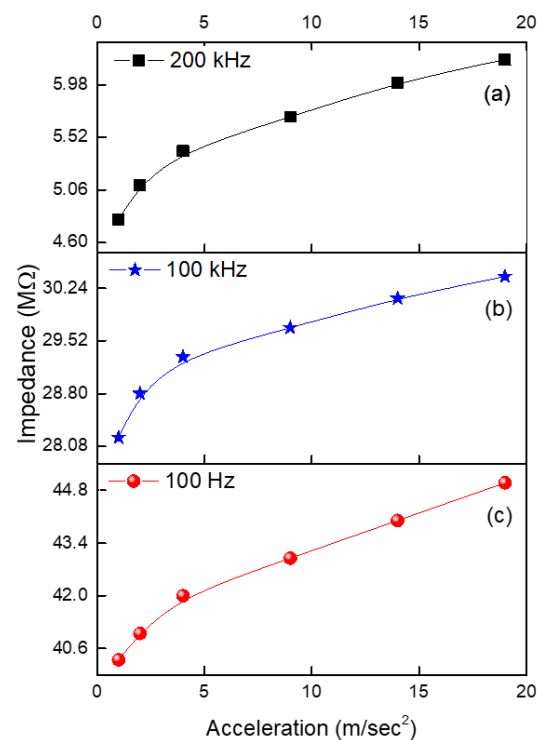 0 5 10 15 20
200 kHz
(a)
5.98
5.52
5.06
4.60
100 kHz
(b)
30.24
29.52
28.80
28.08
100 Hz
(c)
44.8
43.4
42.0
40.6
0 5 10 15 20
Impedance (MΩ)
Acceleration (m/sec²)